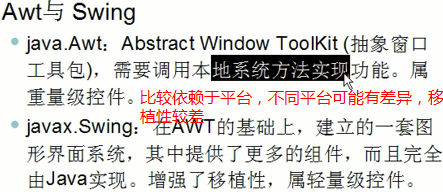 Awt与 Swing
java.Awt：Abstract Window ToolKit (抽象窗口
工具包)，需要调用本地系统方法实现功能。属
重量级控件。
比较依赖于平台，不同平台可能有差异，移
植性较差
javax.Swing：在AWT的基础上，建立的一套图
形界面系统，其中提供了更多的组件，而且完全
由Java实现。增强了移植性，属轻量级控件。